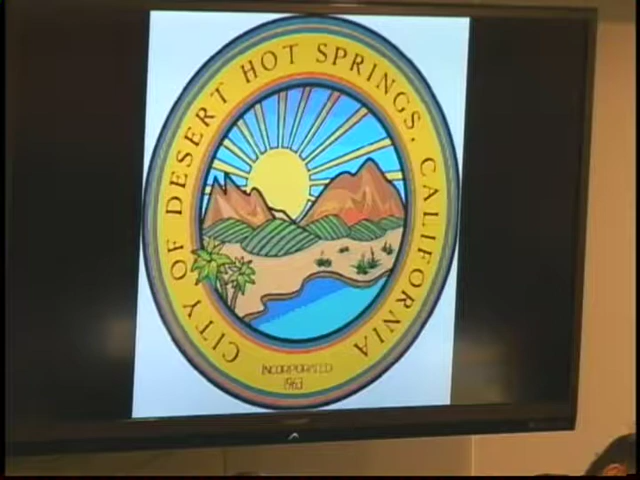 CITY OF DESERT HOT SPRINGS, CALIFORNIA
INCORPORATED
1963